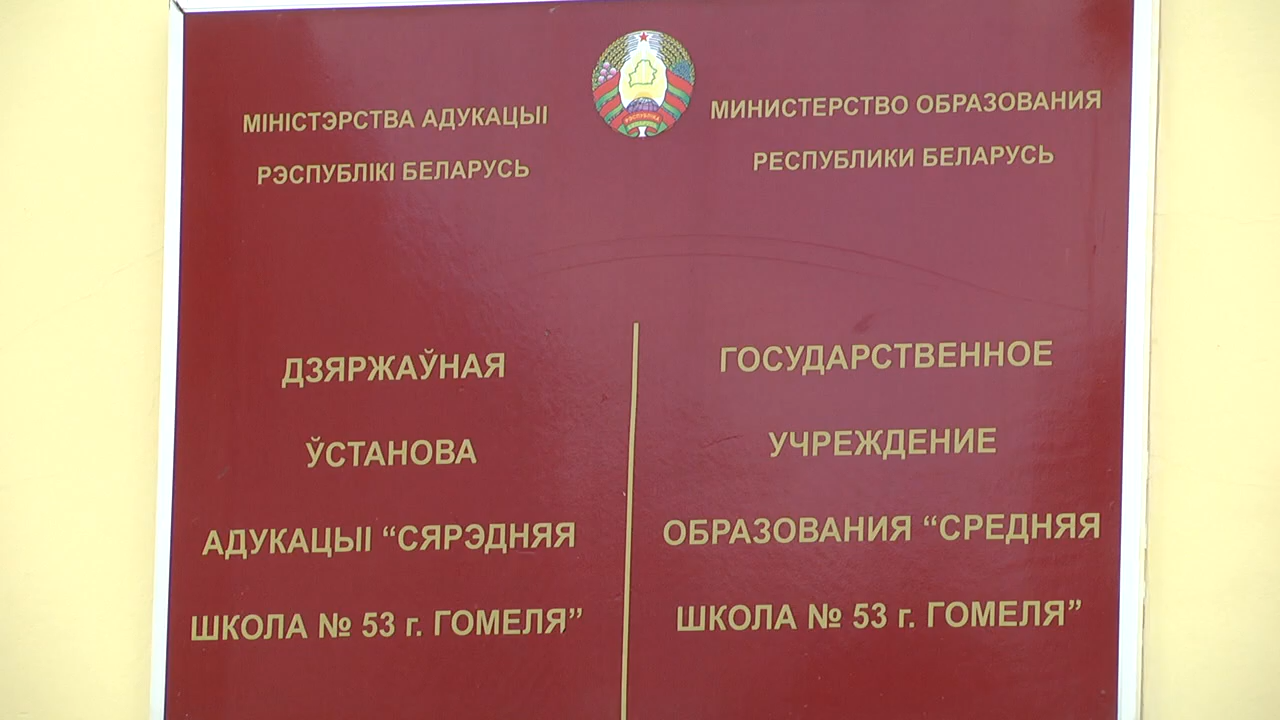 МІНІСТЭРСТВА АДУКАЦЫІ
РЭСПУБЛІКІ БЕЛАРУСЬ
МИНИСТЕРСТВО ОБРАЗОВАНИЯ
РЕСПУБЛИКИ БЕЛАРУСЬ
РЭСПУБЛІКА
ДЗЯРЖАЎНАЯ
ЎСТАНОВА
АДУКАЦЫІ “СЯРЭДНЯЯ
ШКОЛА № 53 г. ГОМЕЛЯ”
ГОСУДАРСТВЕННОЕ
УЧРЕЖДЕНИЕ
ОБРАЗОВАНИЯ “СРЕДНЯЯ
ШКОЛА № 53 г. ГОМЕЛЯ”